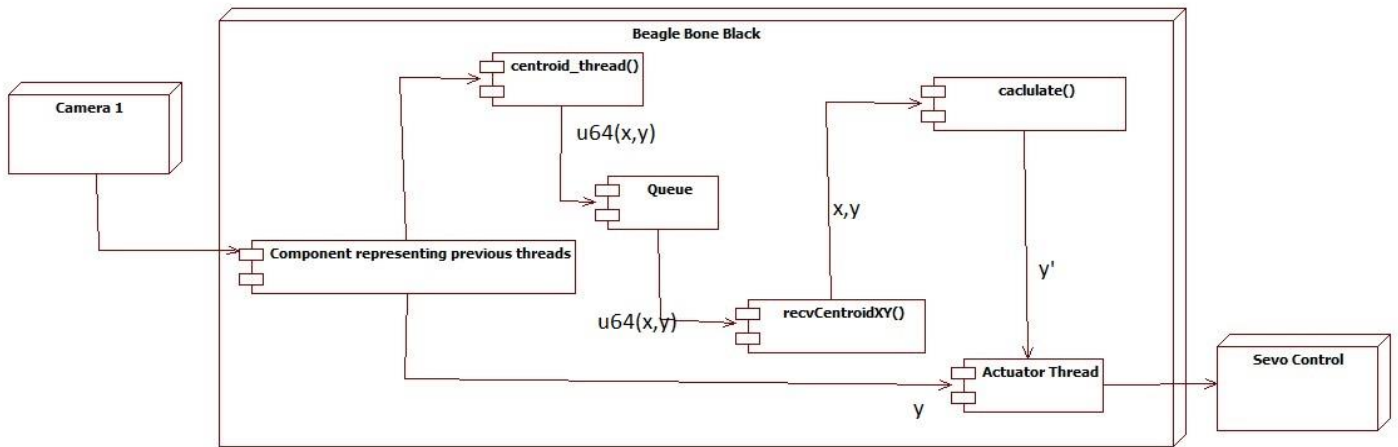 Beagle Bone Black
centroid_thread()
Camera 1
caclulate()
u64(x,y)
Queue
x,y
Component representing previous threads
y'
u64(x,y)
recvCentroidXY()
Actuator Thread
Sevo Control
y